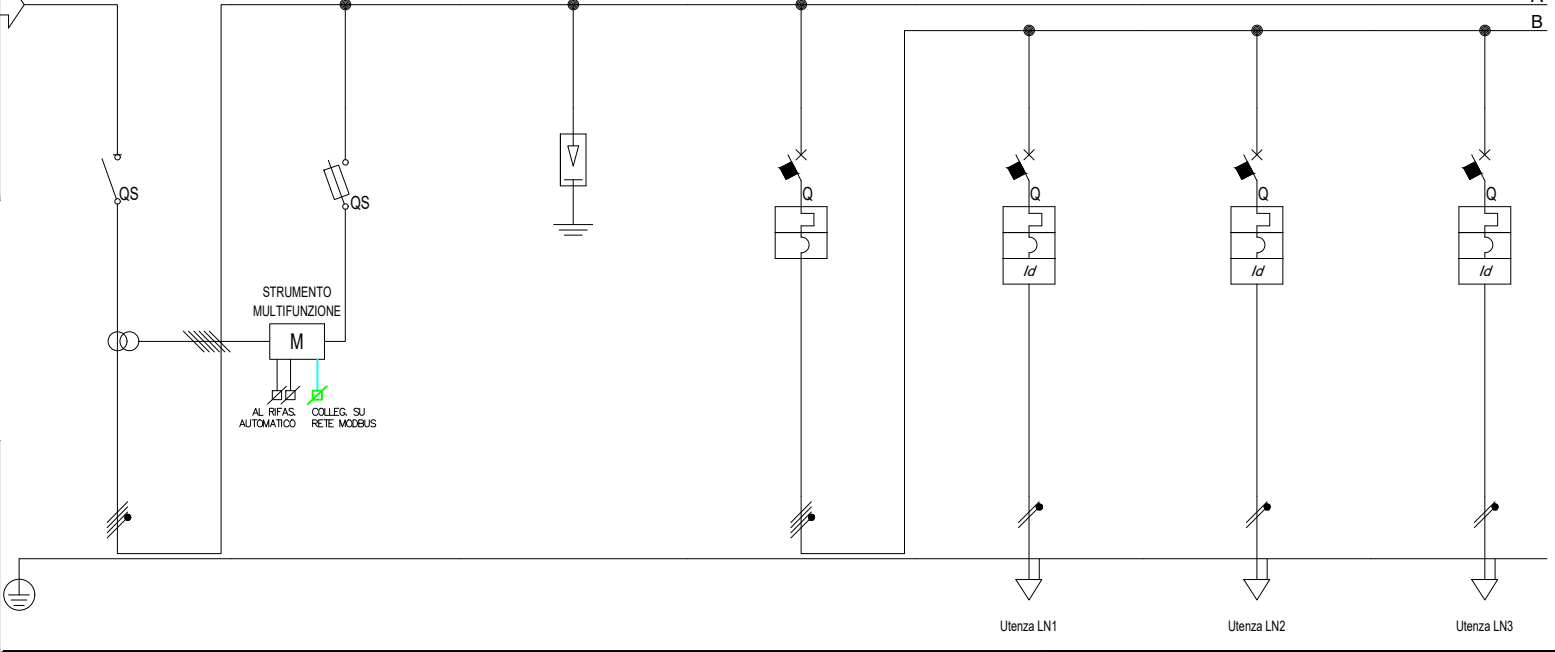 A
B
QS
QS
Q
Q
Q
Q
STRUMENTO
MULTIFUNZIONE
M
Id
Id
Id
AL RIFAS.
AUTOMATICO
COLLEG. SU
RETE MODBUS
Utenza LN1
Utenza LN2
Utenza LN3